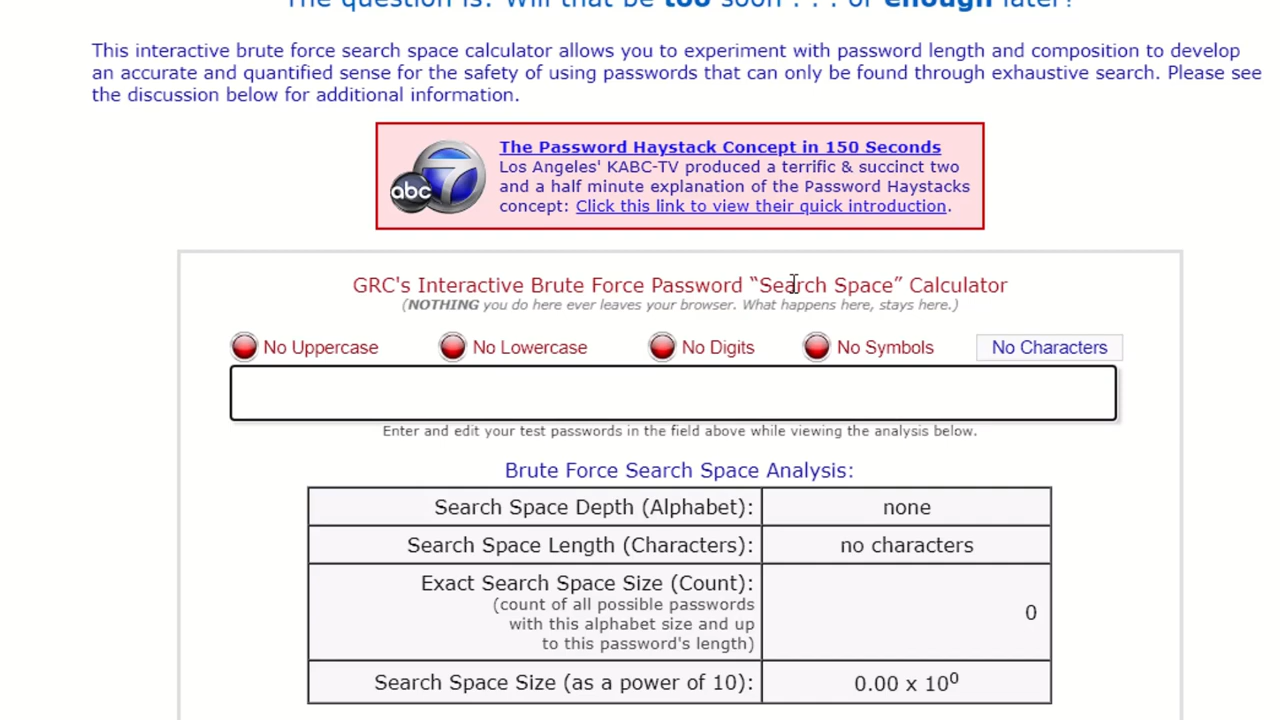 The question is: Will that be too soon . . . or enough later?
This interactive brute force search space calculator allows you to experiment with password length and composition to develop
an accurate and quantified sense for the safety of using passwords that can only be found through exhaustive search. Please see
the discussion below for additional information.
The Password Haystack Concept in 150 Seconds
Los Angeles' KABC-TV produced a terrific & succinct two
and a half minute explanation of the Password Haystacks
concept: Click this link to view their quick introduction.
abc 7
GRC's Interactive Brute Force Password “Search Space” Calculator
(NOTHING you do here ever leaves your browser. What happens here, stays here.)
No Uppercase No Lowercase No Digits No Symbols No Characters
Enter and edit your test passwords in the field above while viewing the analysis below.
Brute Force Search Space Analysis:
Search Space Depth (Alphabet): none
Search Space Length (Characters): no characters
Exact Search Space Size (Count):
(count of all possible passwords
with this alphabet size and up
to this password's length)
0
Search Space Size (as a power of 10): 0.00 x 10⁰